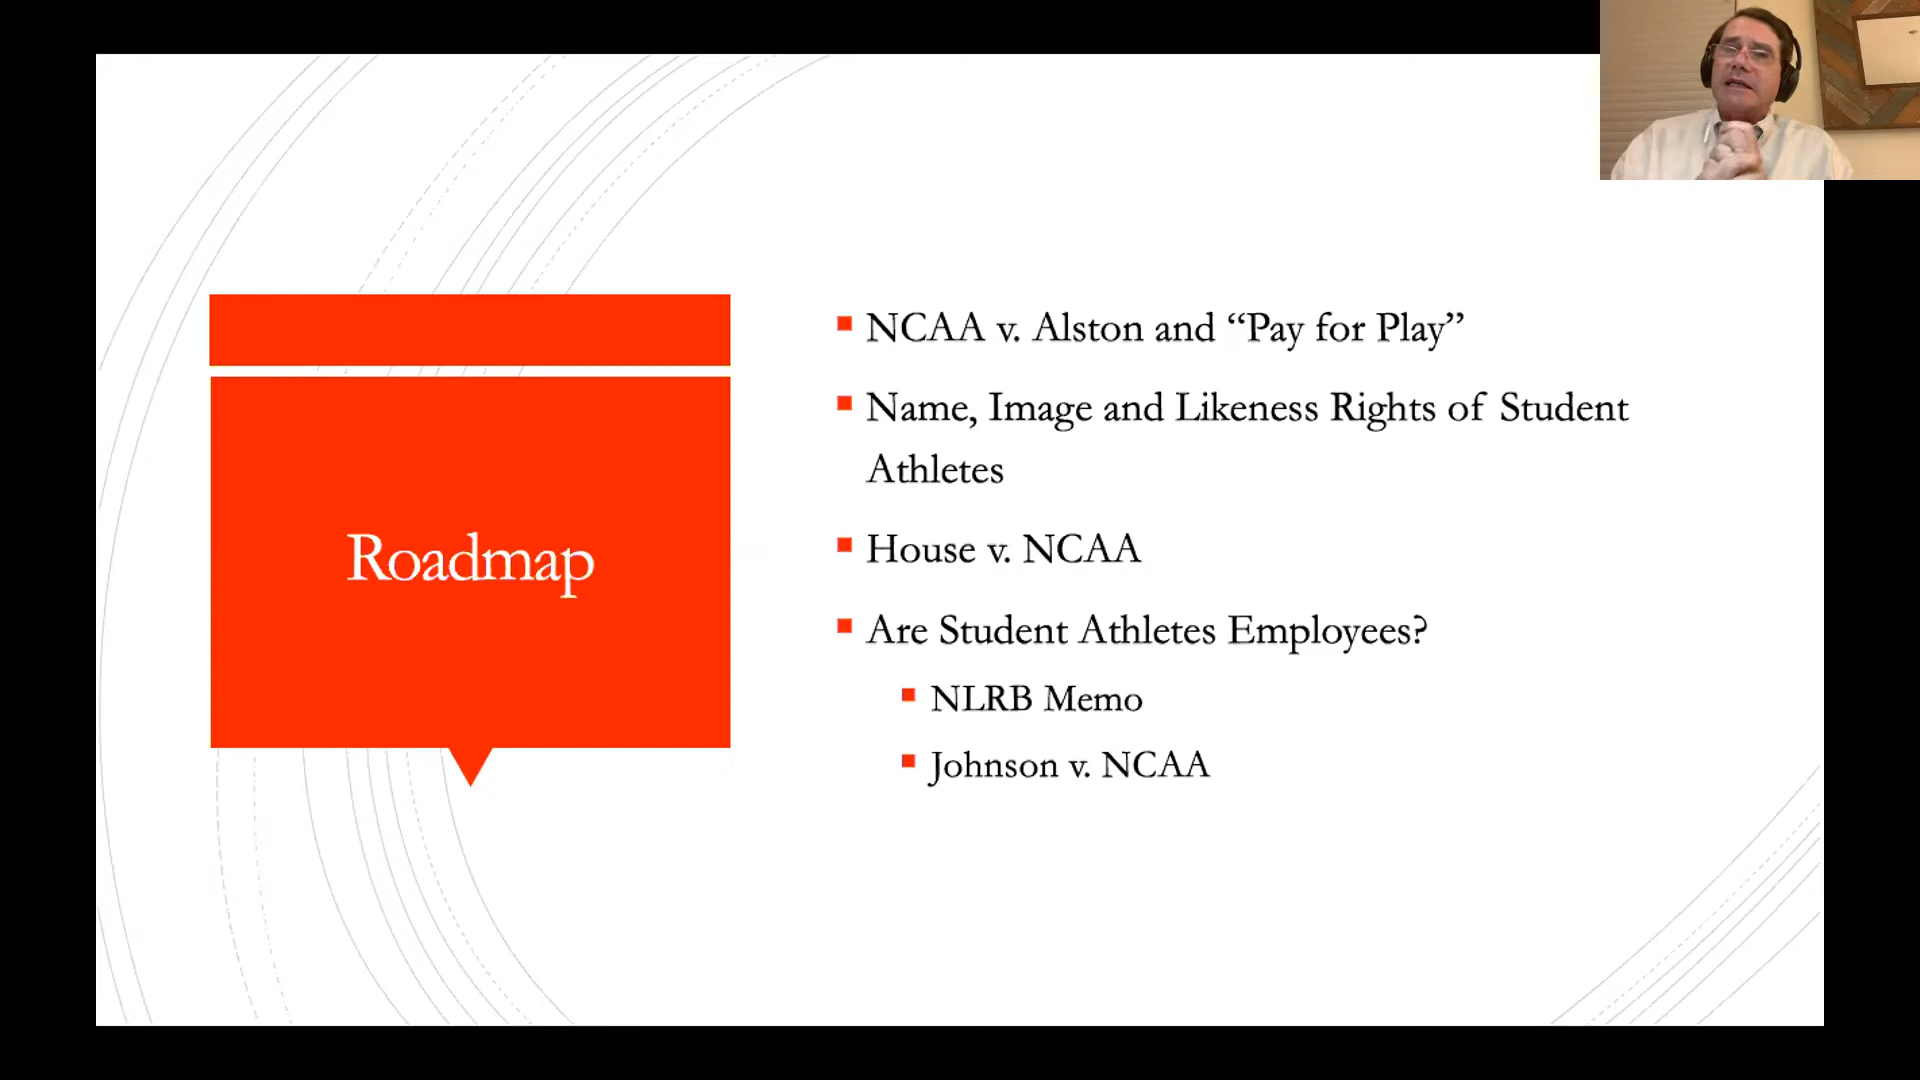 Roadmap
NCAA v. Alston and “Pay for Play”
Name, Image and Likeness Rights of Student
Athletes
House v. NCAA
Are Student Athletes Employees?
NLRB Memo
Johnson v. NCAA